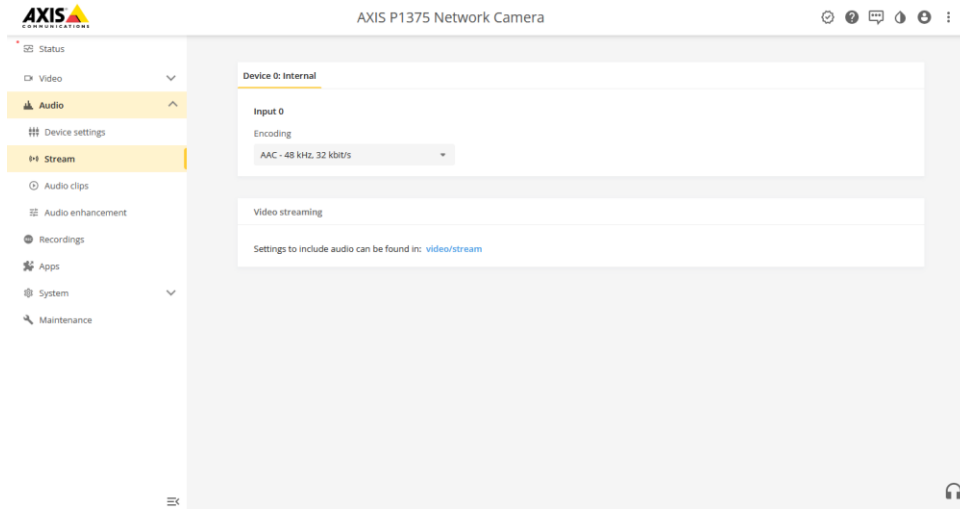 AXIS
COMMUNICATIONS
AXIS P1375 Network Camera
Status
Video
Audio
Device settings
Stream
Audio clips
Audio enhancement
Recordings
Apps
System
Maintenance
Device 0: Internal
Input 0
Encoding
AAC - 48 kHz, 32 kbit/s
Video streaming
Settings to include audio can be found in: video/stream